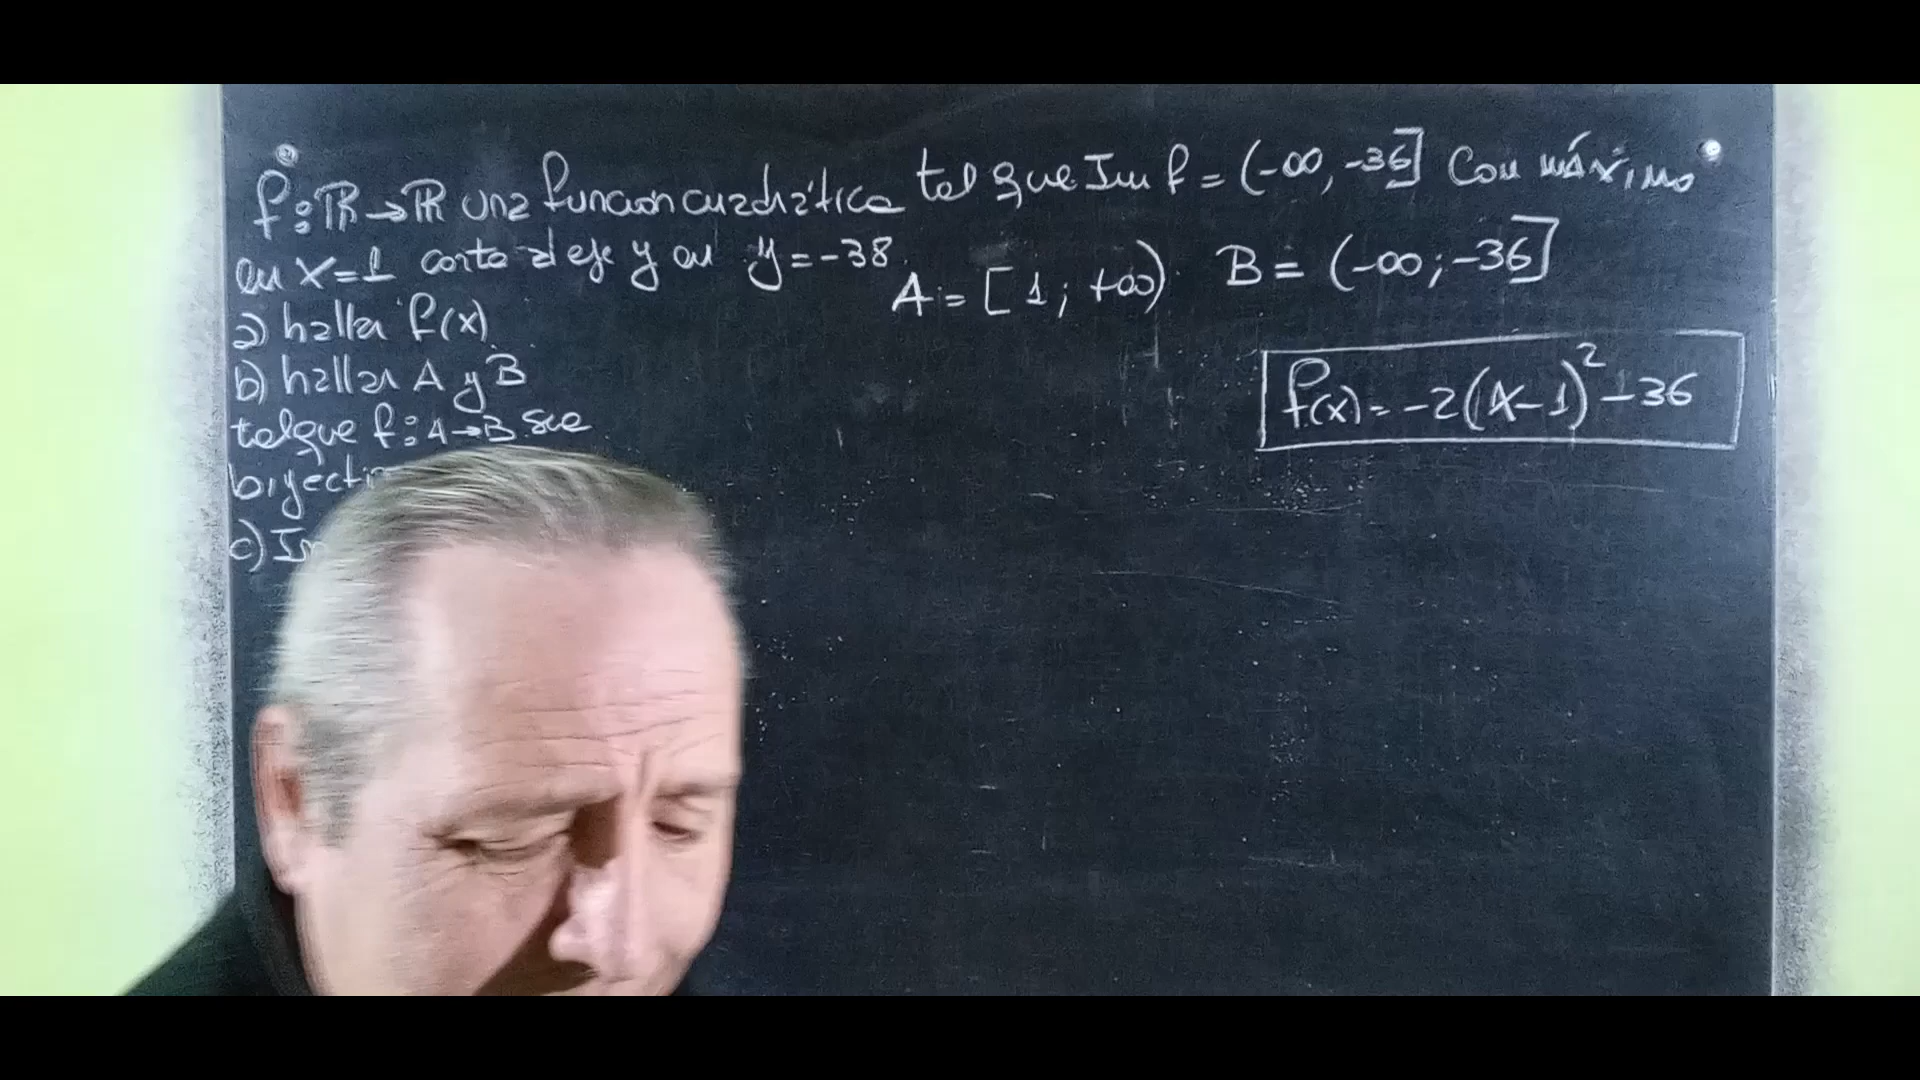 f: ℝ → ℝ una función cuadrática tal que Im f = (-∞, -36] con máximo
en x=1 corta al eje y en y = -38
A = [1; +∞) B = (-∞; -36]
a) hallar f(x)
b) hallar A y B
tal que f: A→B sea
f(x) = -2(x-1)² - 36
c)